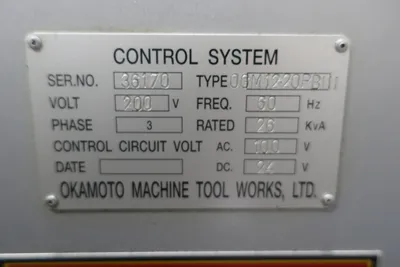 CONTROL SYSTEM
SER.NO. 36170 TYPE
VOLT 200 V FREQ. 60 Hz
PHASE 3 RATED 26 KVA
CONTROL CIRCUIT VOLT AC. 100 V
DATE DC. 24 V
OKAMOTO MACHINE TOOL WORKS, LTD.